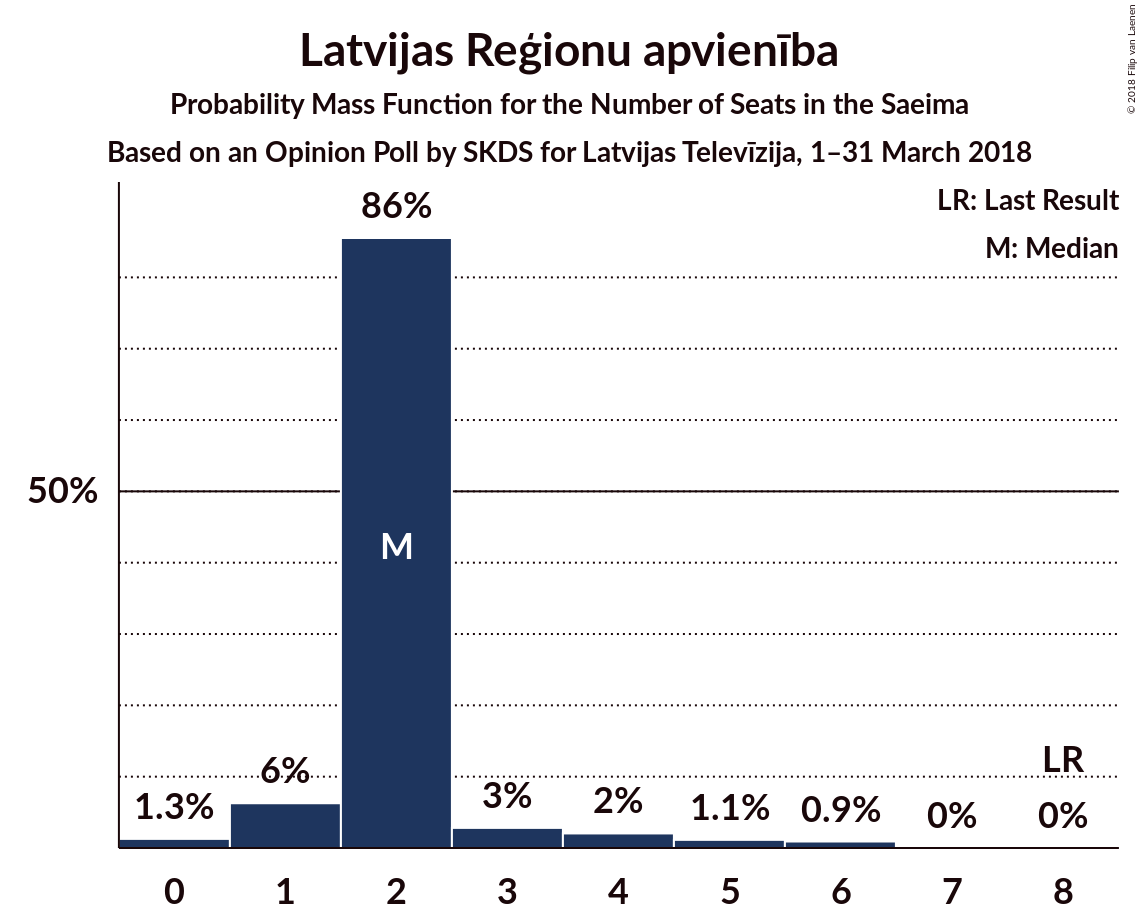 Latvijas Reģionu apvienība
Probability Mass Function for the Number of Seats in the Saeima
Based on an Opinion Poll by SKDS for Latvijas Televīzija, 1–31 March 2018
© 2018 Filip van Laenen
LR: Last Result
M: Median
86%
50%
M
LR
1.3%
6%
3%
2%
1.1%
0.9%
0%
0%
0 1 2 3 4 5 6 7 8